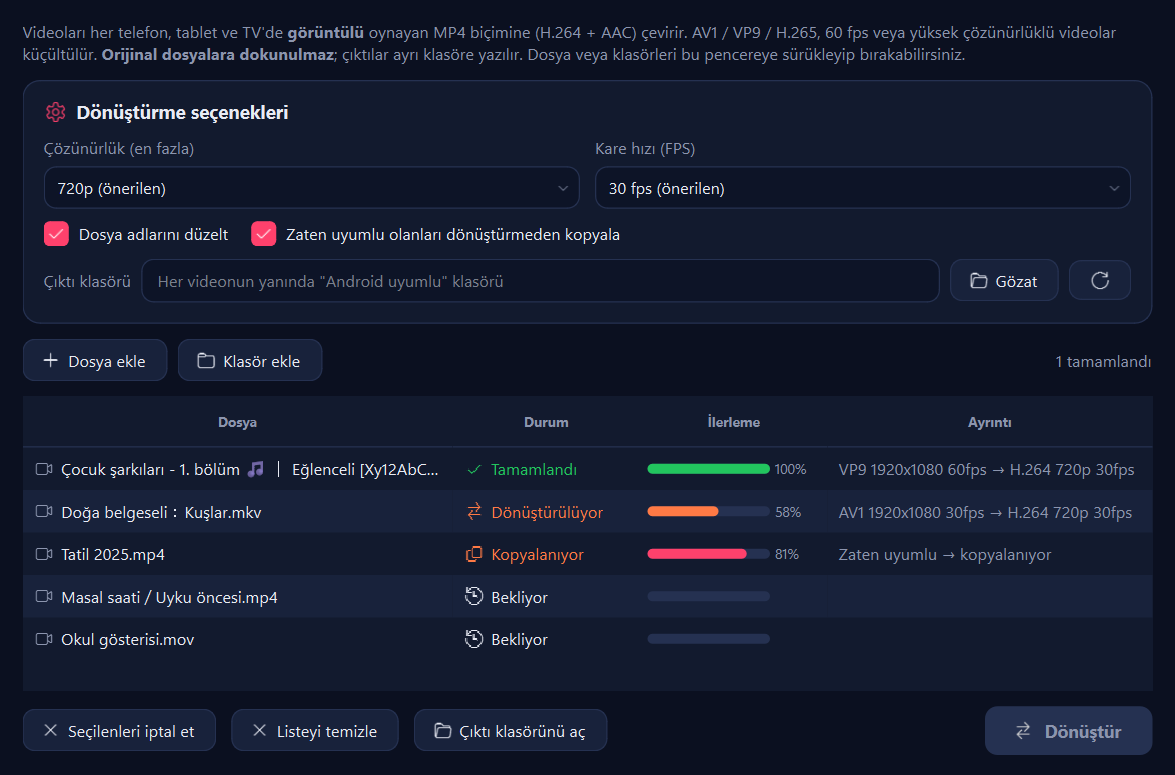 Videoları her telefon, tablet ve TV'de görüntülü oynayan MP4 biçimine (H.264 + AAC) çevirir. AV1 / VP9 / H.265, 60 fps veya yüksek çözünürlüklü videolar
küçültülür. Orijinal dosyalara dokunulmaz; çıktılar ayrı klasöre yazılır. Dosya veya klasörleri bu pencereye sürükleyip bırakabilirsiniz.
Dönüştürme seçenekleri
Çözünürlük (en fazla) Kare hızı (FPS)
720p (önerilen) 30 fps (önerilen)
Dosya adlarını düzelt Zaten uyumlu olanları dönüştürmeden kopyala
Çıktı klasörü Her videonun yanında "Android uyumlu" klasörü Gözat
Dosya ekle Klasör ekle 1 tamamlandı
Dosya Durum İlerleme Ayrıntı
Çocuk şarkıları - 1. bölüm 🎵 | Eğlenceli [Xy12AbC... Tamamlandı 100% VP9 1920x1080 60fps → H.264 720p 30fps
Doğa belgeseli : Kuşlar.mkv Dönüştürülüyor 58% AV1 1920x1080 30fps → H.264 720p 30fps
Tatil 2025.mp4 Kopyalanıyor 81% Zaten uyumlu → kopyalanıyor
Masal saati / Uyku öncesi.mp4 Bekliyor
Okul gösterisi.mov Bekliyor
Seçilenleri iptal et Listeyi temizle Çıktı klasörünü aç Dönüştür